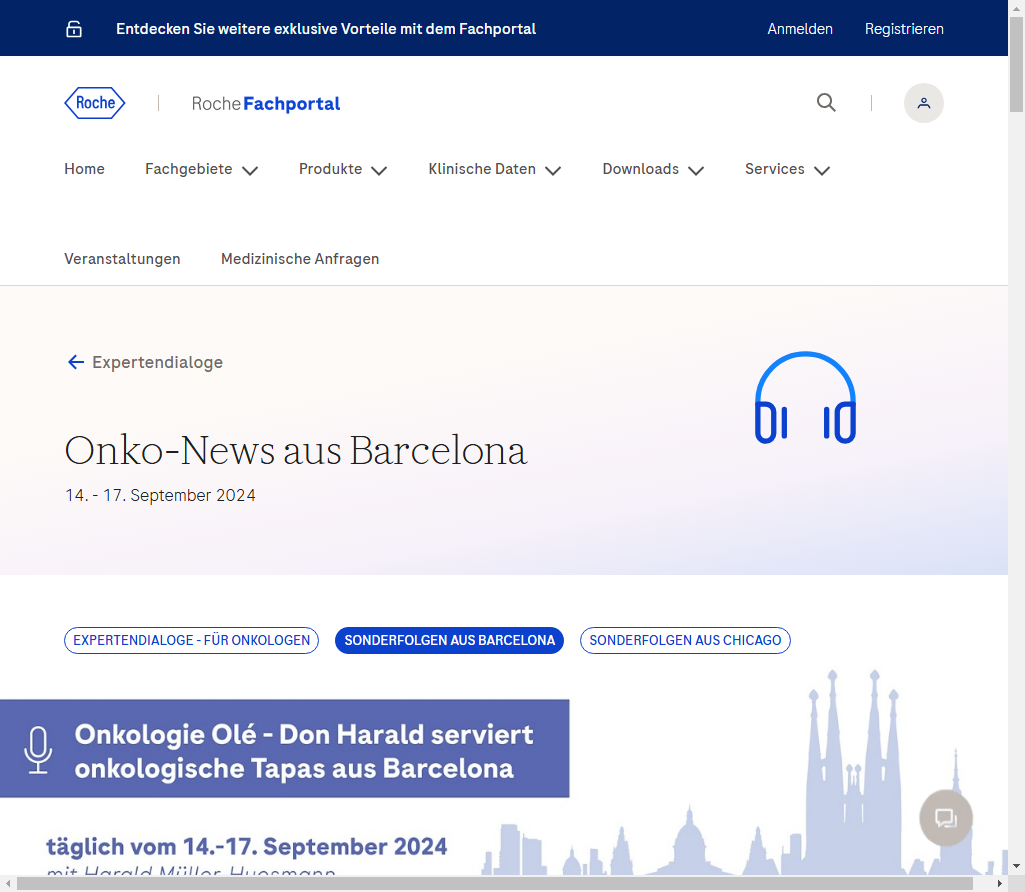 Entdecken Sie weitere exklusive Vorteile mit dem Fachportal
Anmelden
Registrieren
Roche
Roche Fachportal
Home
Fachgebiete
Produkte
Klinische Daten
Downloads
Services
Veranstaltungen
Medizinische Anfragen
Expertendialoge
Onko-News aus Barcelona
14. - 17. September 2024
EXPERTENDIALOGE - FÜR ONKOLOGEN
SONDERFOLGEN AUS BARCELONA
SONDERFOLGEN AUS CHICAGO
Onkologie Olé - Don Harald serviert
onkologische Tapas aus Barcelona
täglich vom 14.-17. September 2024
mit Harald Müller-Huesmann